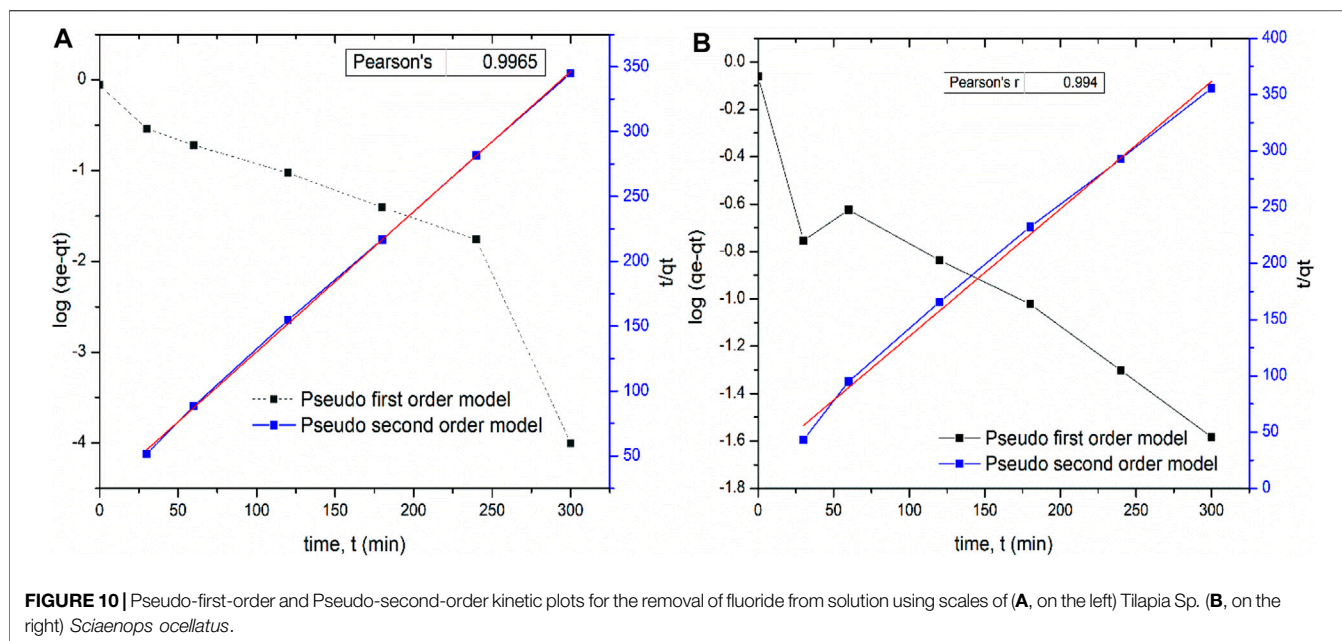 A
Pearson's 0.9965
0
-1
-2
-3
-4
log (qe-qt)
350
300
250
200
150
100
50
t/qt
Pseudo first order model
Pseudo second order model
0 50 100 150 200 250 300
time, t (min)
B
Pearson's r 0.994
0.0
-0.2
-0.4
-0.6
-0.8
-1.0
-1.2
-1.4
-1.6
-1.8
log (qe-qt)
400
350
300
250
200
150
100
50
0
t/qt
Pseudo first order model
Pseudo second order model
0 50 100 150 200 250 300
time, t (min)
FIGURE 10 | Pseudo-first-order and Pseudo-second-order kinetic plots for the removal of fluoride from solution using scales of (A, on the left) Tilapia Sp. (B, on the
right) Sciaenops ocellatus.